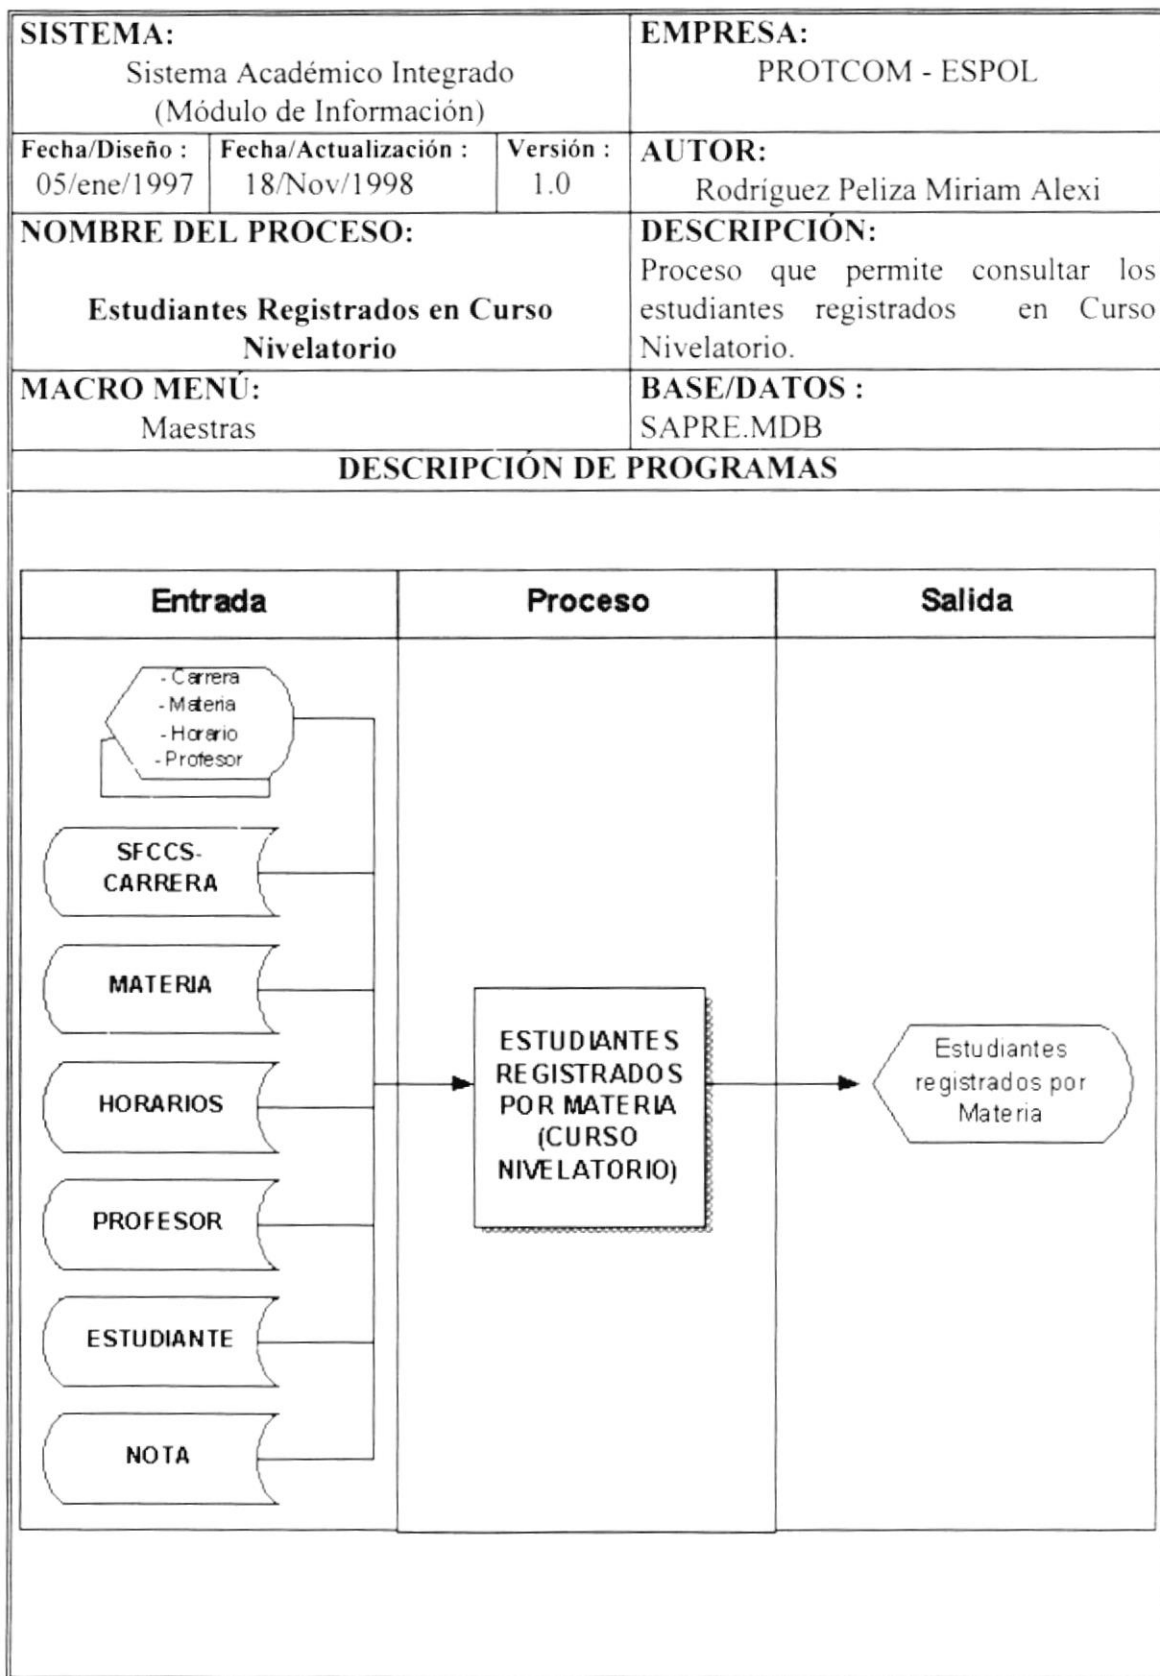 SISTEMA:
Sistema Académico Integrado
(Módulo de Información)
EMPRESA:
PROTCOM - ESPOL
Fecha/Diseño :
05/ene/1997
Fecha/Actualización :
18/Nov/1998
Versión :
1.0
AUTOR:
Rodríguez Peliza Miriam Alexi
NOMBRE DEL PROCESO:
Estudiantes Registrados en Curso
Nivelatorio
DESCRIPCIÓN:
Proceso que permite consultar los
estudiantes registrados en Curso
Nivelatorio.
MACRO MENÚ:
Maestras
BASE/DATOS :
SAPRE.MDB
DESCRIPCIÓN DE PROGRAMAS
Entrada
Proceso
Salida
- Carrera
- Materia
- Horario
- Profesor
SFCCS-
CARRERA
MATERIA
HORARIOS
PROFESOR
ESTUDIANTE
NOTA
ESTUDIANTES
REGISTRADOS
POR MATERIA
(CURSO
NIVELATORIO)
Estudiantes
registrados por
Materia